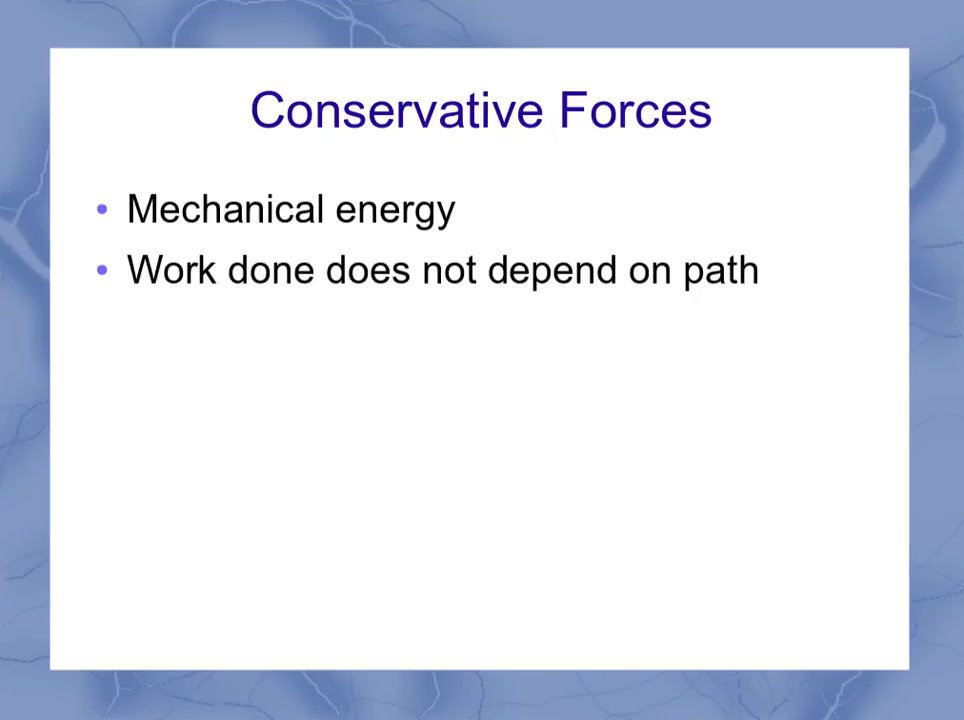 Conservative Forces
• Mechanical energy
• Work done does not depend on path